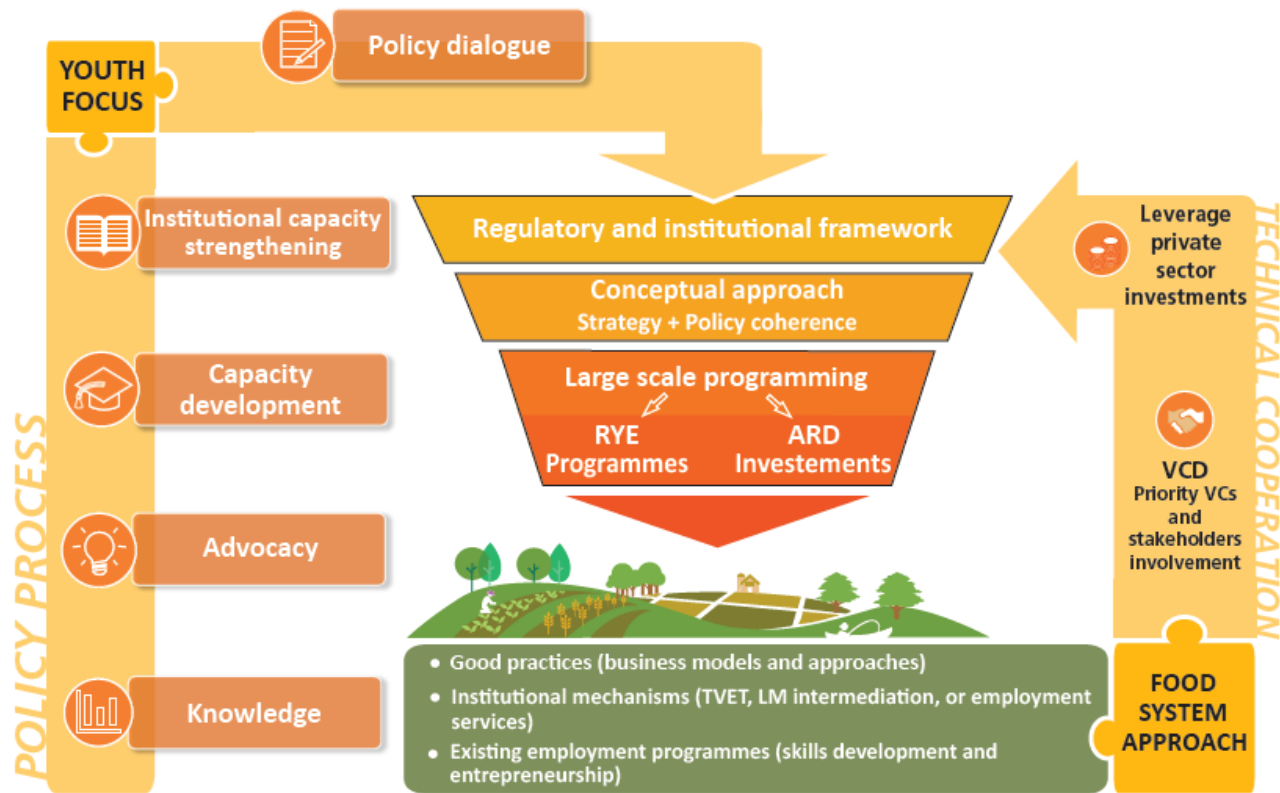 Policy dialogue
YOUTH
FOCUS
Institutional capacity
strengthening
Capacity
development
Advocacy
Knowledge
POLICY PROCESS
Regulatory and institutional framework
Conceptual approach
Strategy + Policy coherence
Large scale programming
RYE
Programmes
ARD
Investements
• Good practices (business models and approaches)
• Institutional mechanisms (TVET, LM intermediation, or employment
services)
• Existing employment programmes (skills development and
entrepreneurship)
Leverage
private
sector
investments
VCD
Priority VCs
and
stakeholders
involvement
FOOD
SYSTEM
APPROACH
TECHNICAL COOPERATION